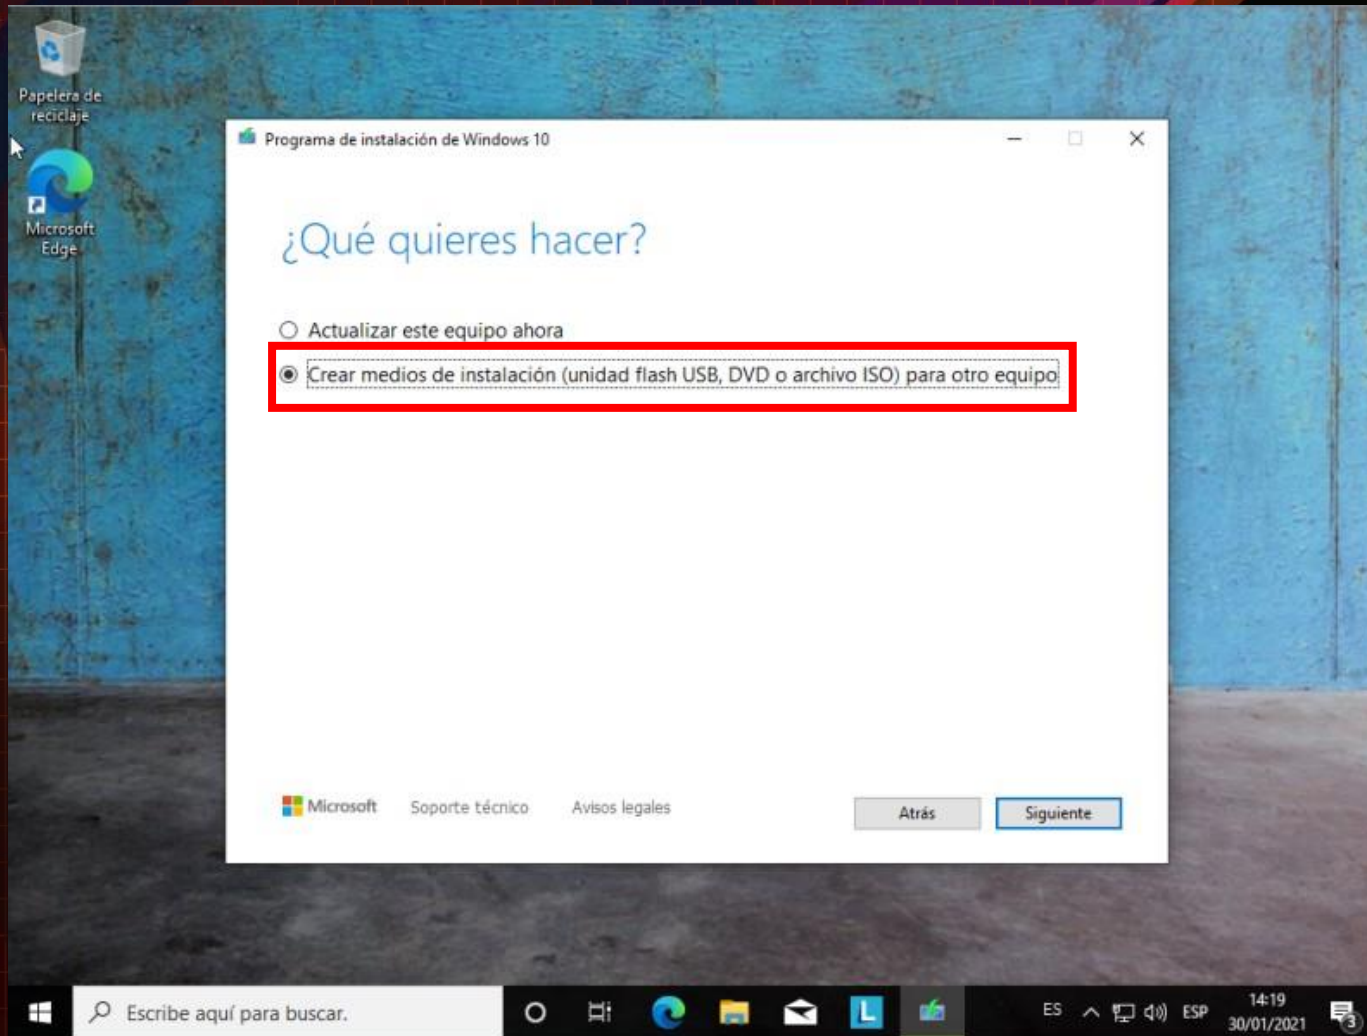 Papelera de
reciclaje
Microsoft
Edge
Programa de instalación de Windows 10
¿Qué quieres hacer?
Actualizar este equipo ahora
Crear medios de instalación (unidad flash USB, DVD o archivo ISO) para otro equipo
Microsoft
Soporte técnico
Avisos legales
Atrás
Siguiente
Escribe aquí para buscar.
L
ES
ESP
14:19
30/01/2021
3